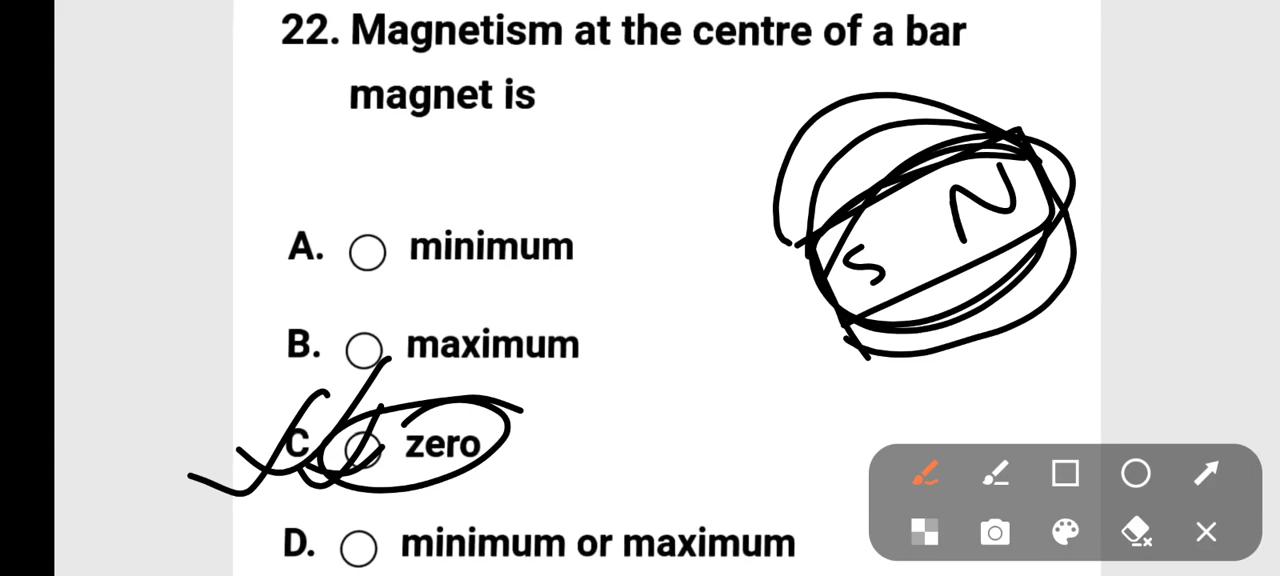 22. Magnetism at the centre of a bar
magnet is
N
S
A. minimum
B. maximum
C. zero
D. minimum or maximum